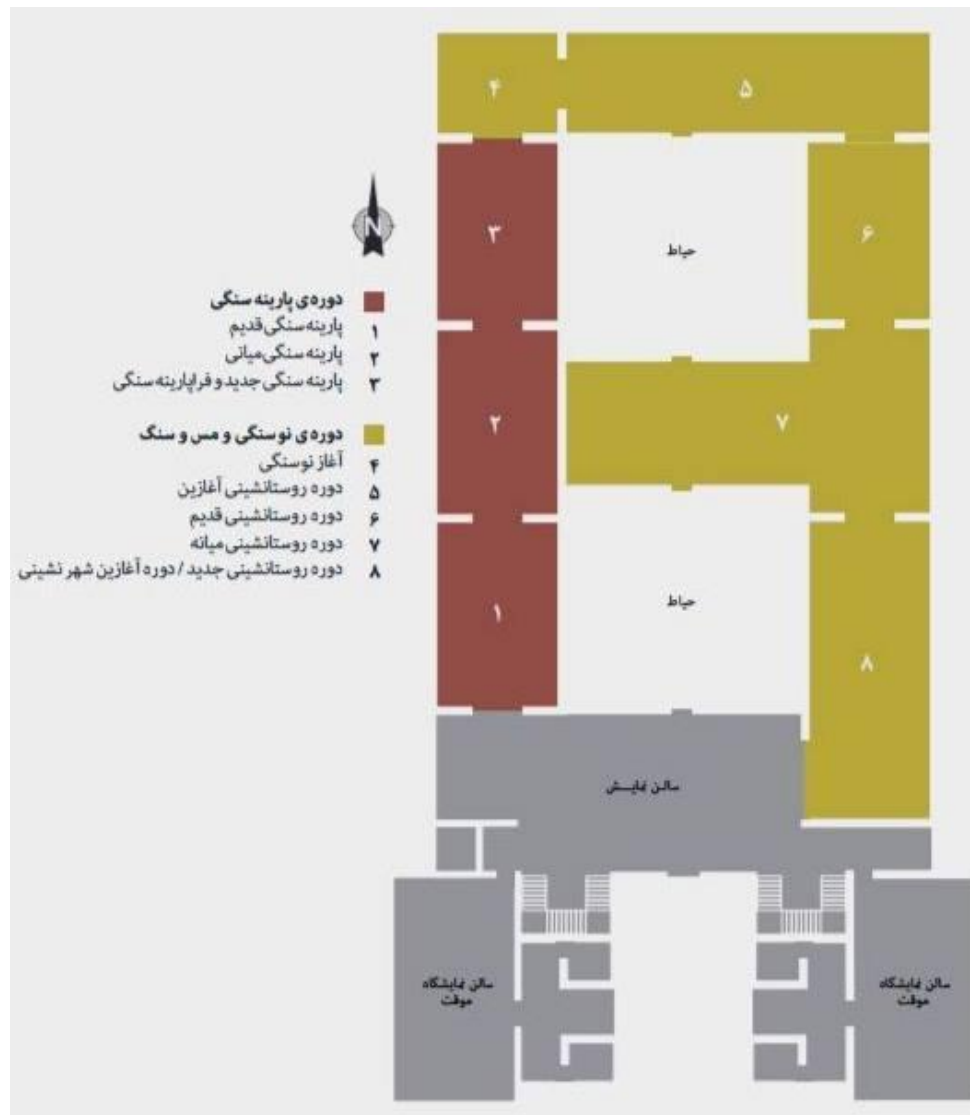 ۴
۵
۳
۶
حیاط
N
دوره‌ی پارینه سنگی
۱ پارینه سنگی قدیم
۲ پارینه سنگی میانی
۳ پارینه سنگی جدید و فراپارینه سنگی
۲
۷
دوره‌ی نوسنگی و مس و سنگ
۴ آغاز نوسنگی
۵ دوره روستانشینی آغازین
۶ دوره روستانشینی قدیم
۷ دوره روستانشینی میانه
۸ دوره روستانشینی جدید / دوره آغازین شهر نشینی
حیاط
۱
۸
سالن نمایش
سالن نمایشگاه
موقت
سالن نمایشگاه
موقت